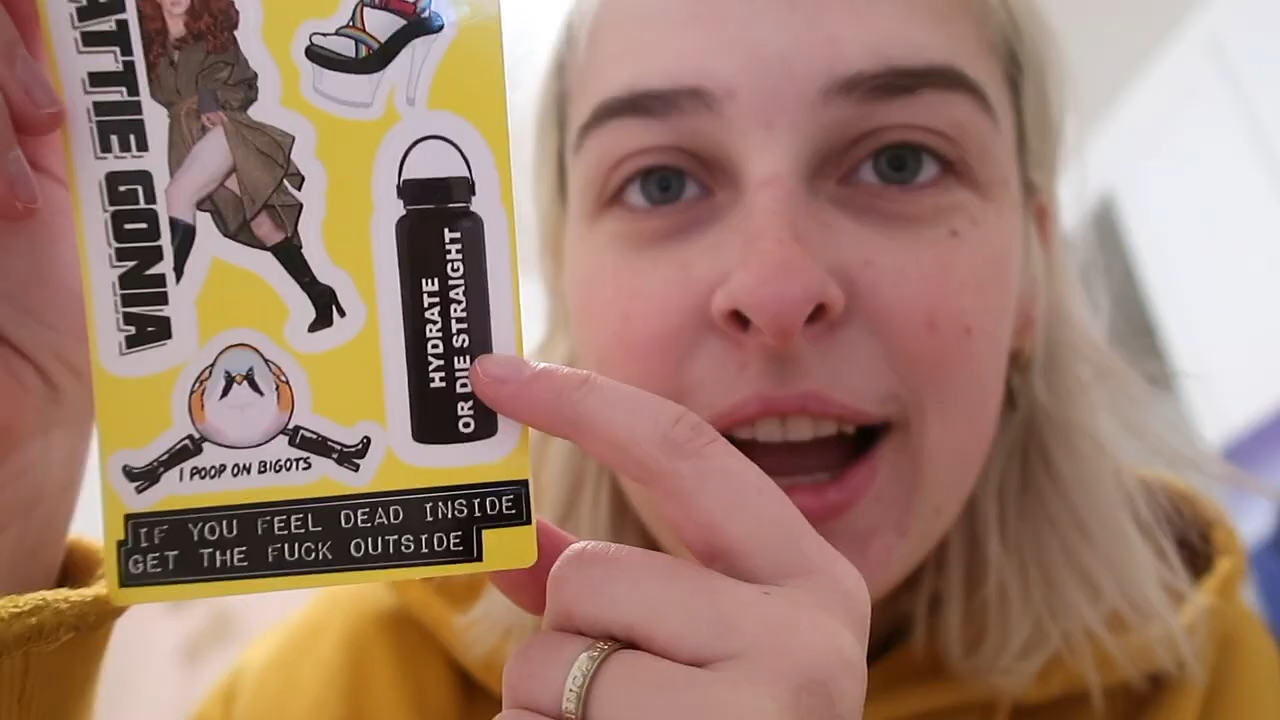 ATTIE GONIA
HYDRATE
OR DIE STRAIGHT
I POOP ON BIGOTS
IF YOU FEEL DEAD INSIDE
GET THE FUCK OUTSIDE